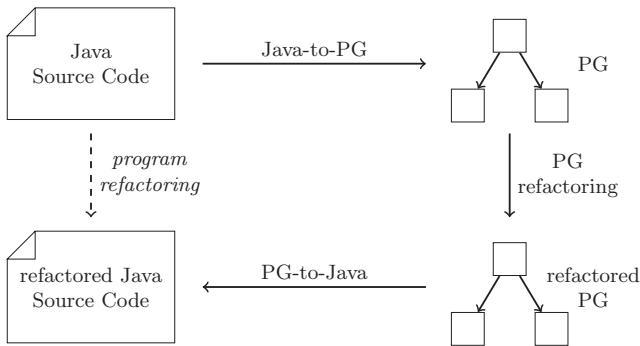 Java
Source Code
Java-to-PG
PG
program
refactoring
PG
refactoring
refactored Java
Source Code
PG-to-Java
refactored
PG